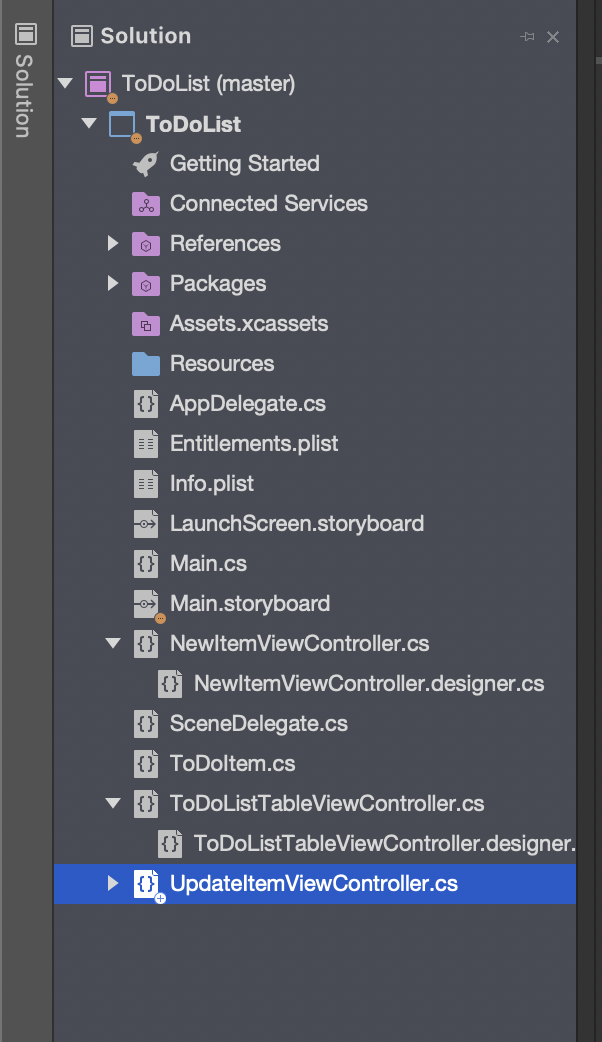 Solution
Solution
ToDoList (master)
ToDoList
Getting Started
Connected Services
References
Packages
Assets.xcassets
Resources
AppDelegate.cs
Entitlements.plist
Info.plist
LaunchScreen.storyboard
Main.cs
Main.storyboard
NewItemViewController.cs
NewItemViewController.designer.cs
SceneDelegate.cs
ToDoItem.cs
ToDoListTableViewController.cs
ToDoListTableViewController.designer.
UpdateItemViewController.cs